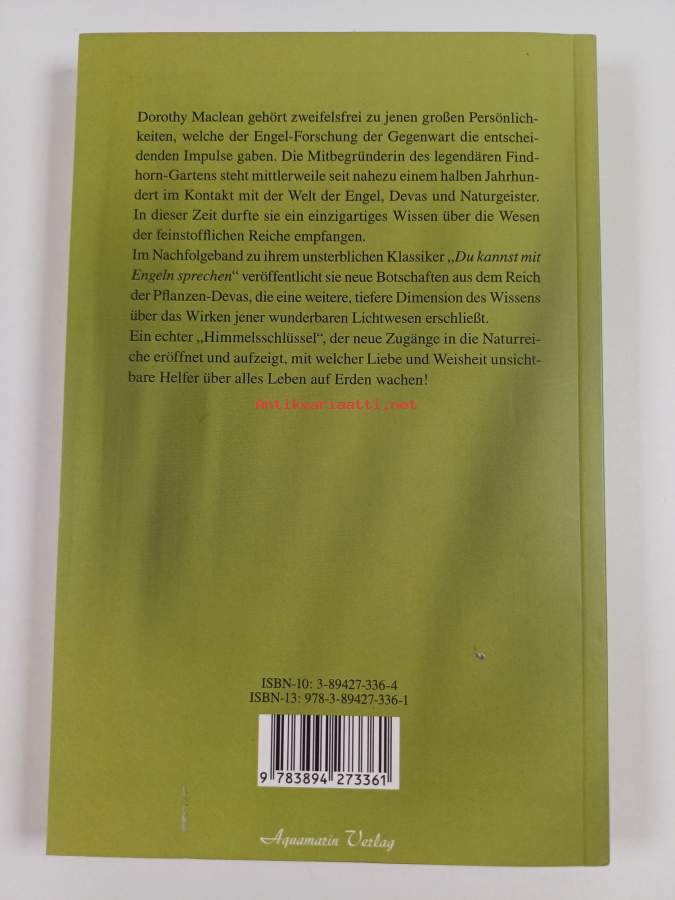 Dorothy Maclean gehört zweifelsfrei zu jenen großen Persönlich-
keiten, welche der Engel-Forschung der Gegenwart die entschei-
denden Impulse gaben. Die Mitbegründerin des legendären Find-
horn-Gartens steht mittlerweile seit nahezu einem halben Jahrhun-
dert im Kontakt mit der Welt der Engel, Devas und Naturgeister.
In dieser Zeit durfte sie ein einzigartiges Wissen über die Wesen
der feinstofflichen Reiche empfangen.
Im Nachfolgeband zu ihrem unsterblichen Klassiker „Du kannst mit
Engeln sprechen“ veröffentlicht sie neue Botschaften aus dem Reich
der Pflanzen-Devas, die eine weitere, tiefere Dimension des Wissens
über das Wirken jener wunderbaren Lichtwesen erschließt.
Ein echter „Himmelsschlüssel“, der neue Zugänge in die Naturrei-
che eröffnet und aufzeigt, mit welcher Liebe und Weisheit unsicht-
bare Helfer über alles Leben auf Erden wachen!
Antikvariaatti.net
ISBN-10: 3-89427-336-4
ISBN-13: 978-3-89427-336-1
9 783894 273361
Aquamarin Verlag